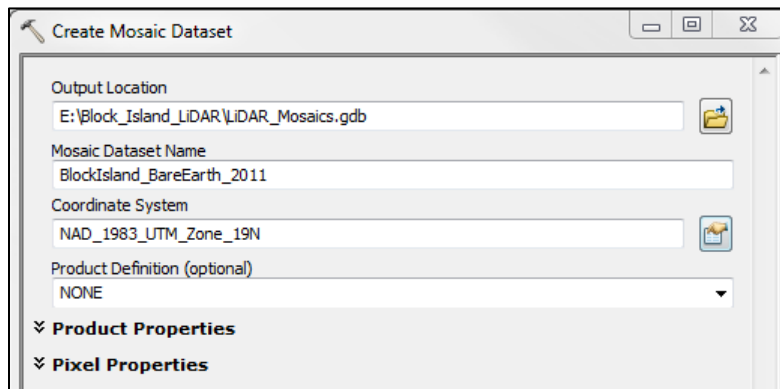 Create Mosaic Dataset
Output Location
E:\Block_Island_LiDAR\LiDAR_Mosaics.gdb
Mosaic Dataset Name
BlockIsland_BareEarth_2011
Coordinate System
NAD_1983_UTM_Zone_19N
Product Definition (optional)
NONE
Product Properties
Pixel Properties